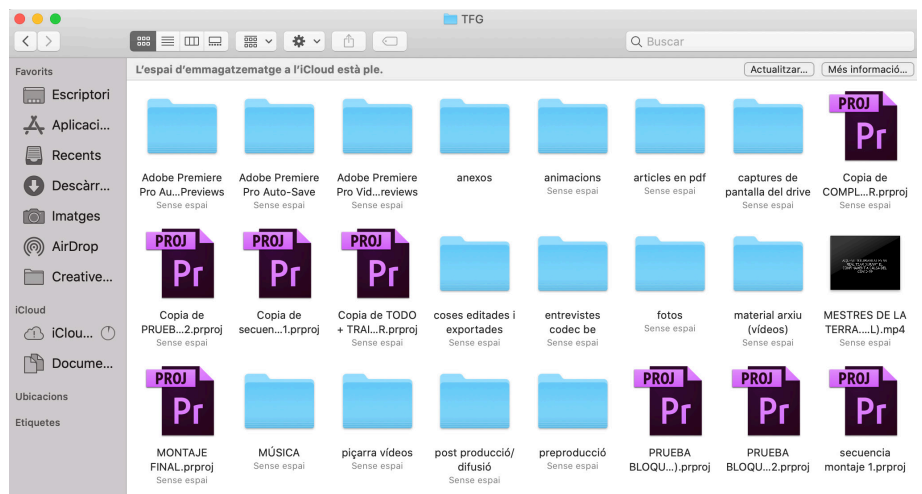 TFG
Buscar
L'espai d'emmagatzematge a l'iCloud està ple.
Actualitzar...
Més informació...
Favorits
Escriptori
Aplicaci...
Recents
Descàrr...
Imatges
AirDrop
Creative...
iCloud
iClou...
Docume...
Ubicacions
Etiquetes
Adobe Premiere
Pro Au...Previews
Sense espai
Adobe Premiere
Pro Auto-Save
Sense espai
Adobe Premiere
Pro Vid...reviews
Sense espai
anexos
animacions
Sense espai
articles en pdf
Sense espai
captures de
pantalla del drive
Sense espai
PROJ
Pr
Copia de
COMPL...R.prproj
Sense espai
PROJ
Pr
Copia de
PRUEB...2.prproj
Sense espai
PROJ
Pr
Copia de
secuen...1.prproj
Sense espai
PROJ
Pr
Copia de TODO
+ TRAI...R.prproj
Sense espai
coses editades i
exportades
Sense espai
entrevistes
codec be
Sense espai
fotos
Sense espai
material arxiu
(vídeos)
Sense espai
MESTRES DE LA
TERRA....L).mp4
Sense espai
PROJ
Pr
MONTAJE
FINAL.prproj
Sense espai
MÚSICA
Sense espai
piçarra vídeos
Sense espai
post producció/
difusió
Sense espai
preproducció
Sense espai
PROJ
Pr
PRUEBA
BLOQU...).prproj
PROJ
Pr
PRUEBA
BLOQU...2.prproj
PROJ
Pr
secuencia
montaje 1.prproj